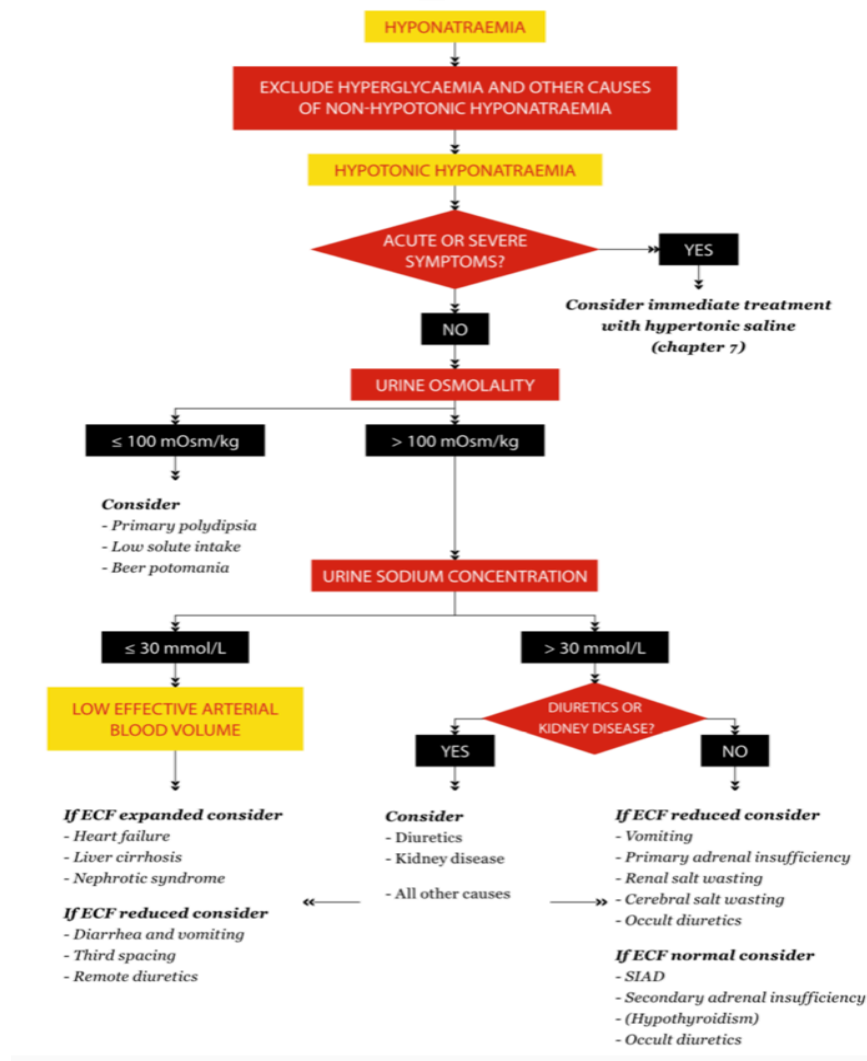 HYPONATRAEMIA
EXCLUDE HYPERGLYCAEMIA AND OTHER CAUSES
OF NON-HYPOTONIC HYPONATRAEMIA
HYPOTONIC HYPONATRAEMIA
ACUTE OR SEVERE
SYMPTOMS?
YES
Consider immediate treatment
with hypertonic saline
(chapter 7)
NO
URINE OSMOLALITY
≤ 100 mOsm/kg
> 100 mOsm/kg
Consider
- Primary polydipsia
- Low solute intake
- Beer potomania
URINE SODIUM CONCENTRATION
≤ 30 mmol/L
> 30 mmol/L
LOW EFFECTIVE ARTERIAL
BLOOD VOLUME
DIURETICS OR
KIDNEY DISEASE?
YES
NO
If ECF expanded consider
- Heart failure
- Liver cirrhosis
- Nephrotic syndrome
If ECF reduced consider
- Diarrhea and vomiting
- Third spacing
- Remote diuretics
Consider
- Diuretics
- Kidney disease
- All other causes
If ECF reduced consider
- Vomiting
- Primary adrenal insufficiency
- Renal salt wasting
- Cerebral salt wasting
- Occult diuretics
If ECF normal consider
- SIAD
- Secondary adrenal insufficiency
- (Hypothyroidism)
- Occult diuretics